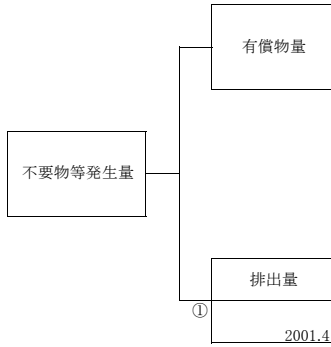 有償物量
不要物等発生量
排出量
①
2001.4